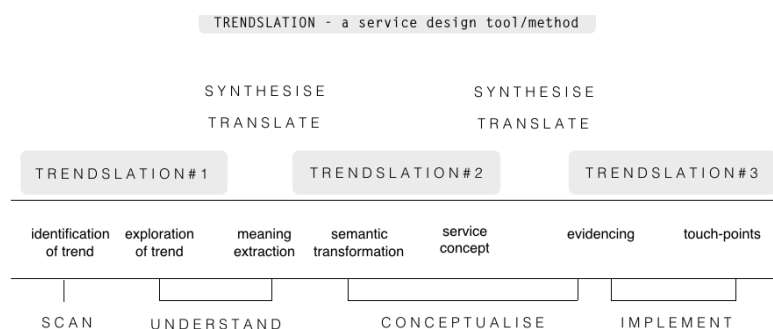 TRENDSLATION - a service design tool/method
SYNTHESISE SYNTHESISE
TRANSLATE TRANSLATE
TRENDSLATION#1 TRENDSLATION#2 TRENDSLATION#3
identification exploration meaning semantic service evidencing touch-points
of trend of trend extraction transformation concept
SCAN UNDERSTAND CONCEPTUALISE IMPLEMENT